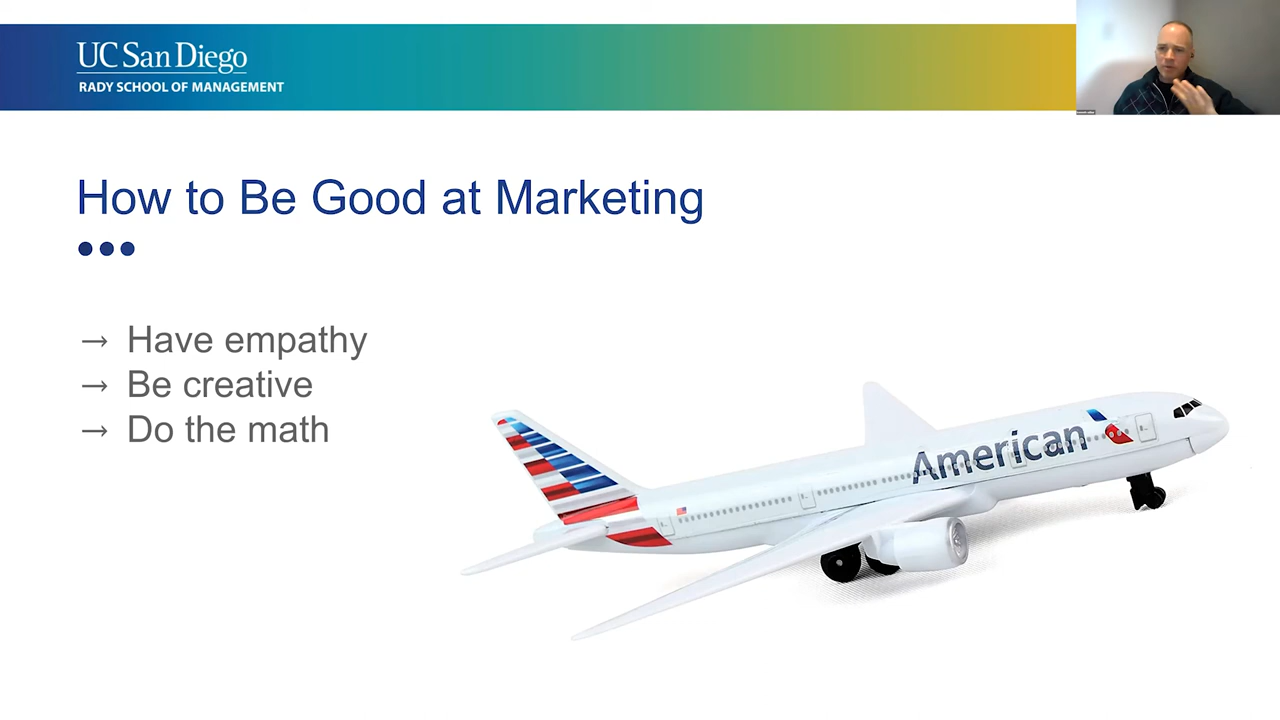 UC San Diego
RADY SCHOOL OF MANAGEMENT
How to Be Good at Marketing
→ Have empathy
→ Be creative
→ Do the math
American